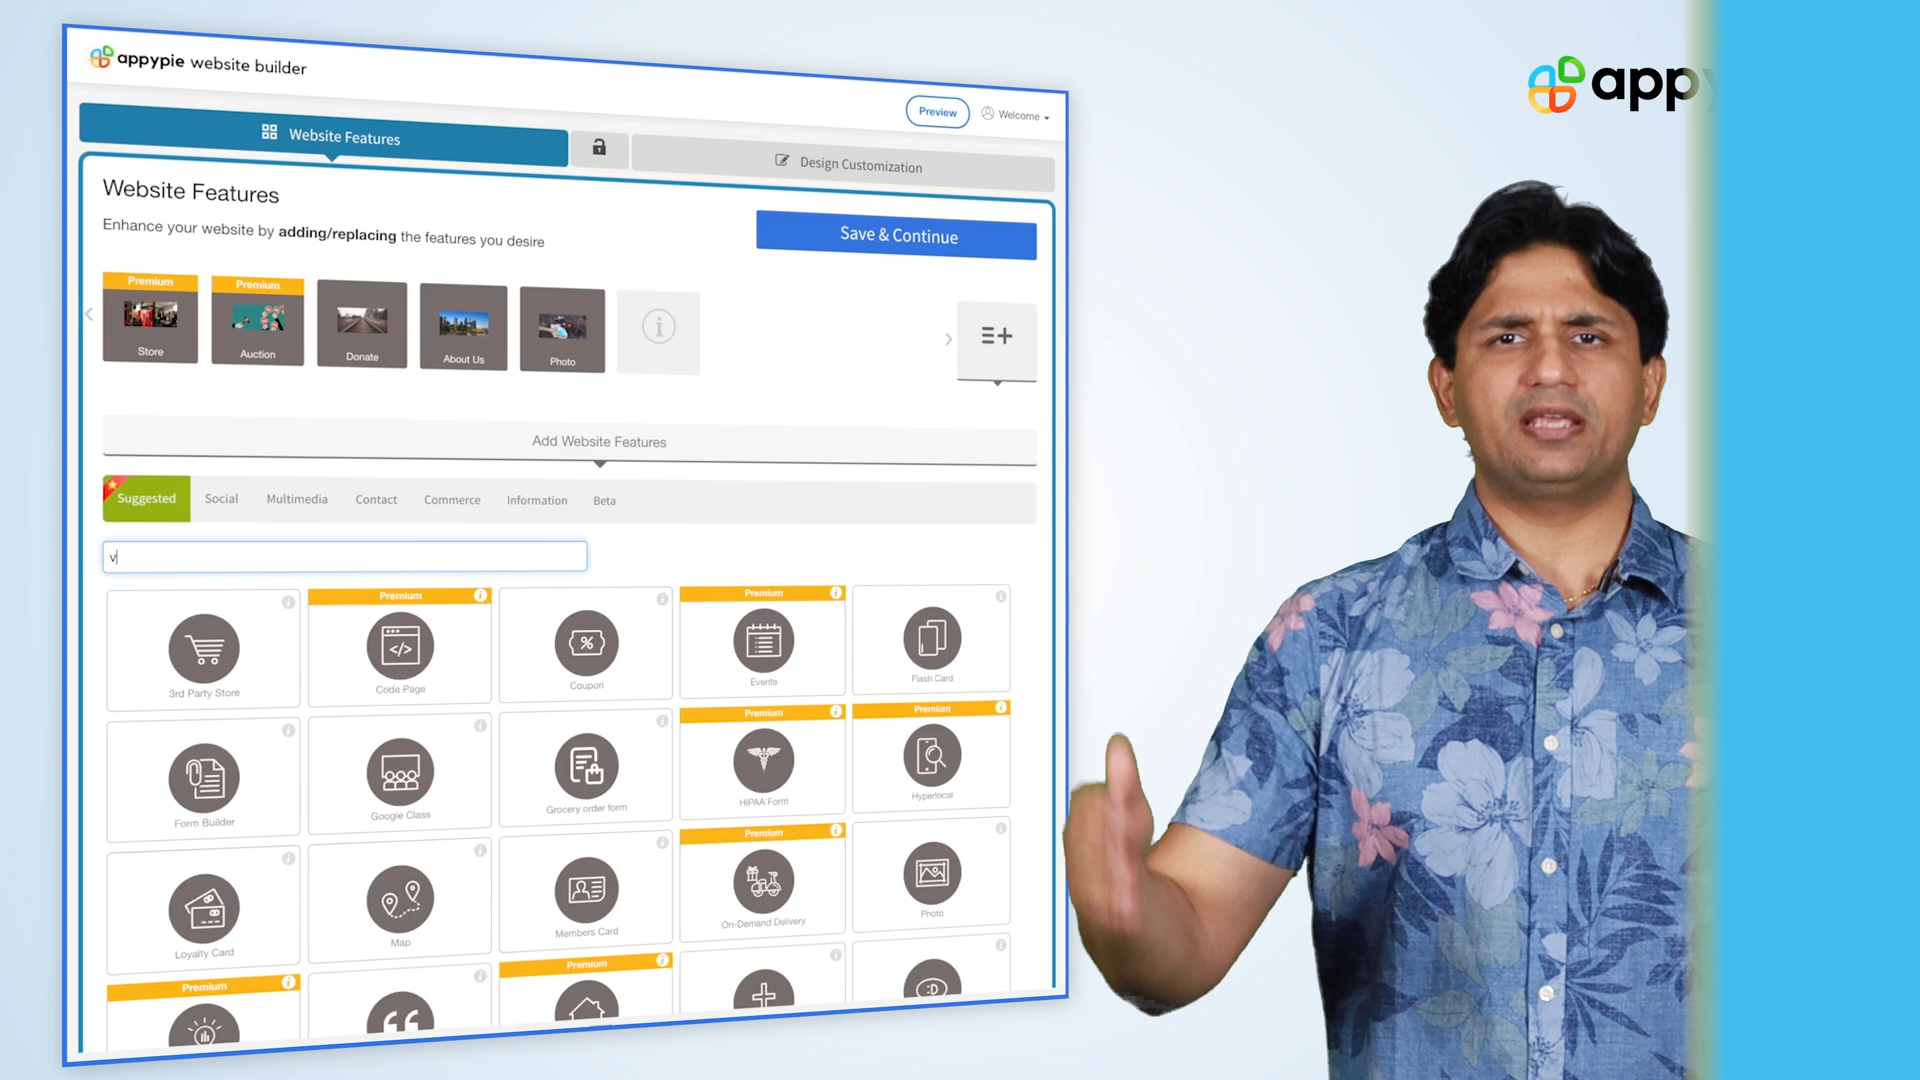 appypie website builder
appy
Preview
Welcome
Website Features
Design Customization
Website Features
Enhance your website by adding/replacing the features you desire
Save & Continue
Premium
Premium
Store
Auction
Donate
About Us
Photo
Add Website Features
Suggested
Social
Multimedia
Contact
Commerce
Information
Beta
v
Premium
Premium
3rd Party Store
Code Page
Coupon
Events
Flash Card
Premium
Premium
Form Builder
Google Class
Grocery order form
HIPAA Form
Hyperlocal
Premium
Loyalty Card
Map
Members Card
On-Demand Delivery
Photo
Premium
Premium